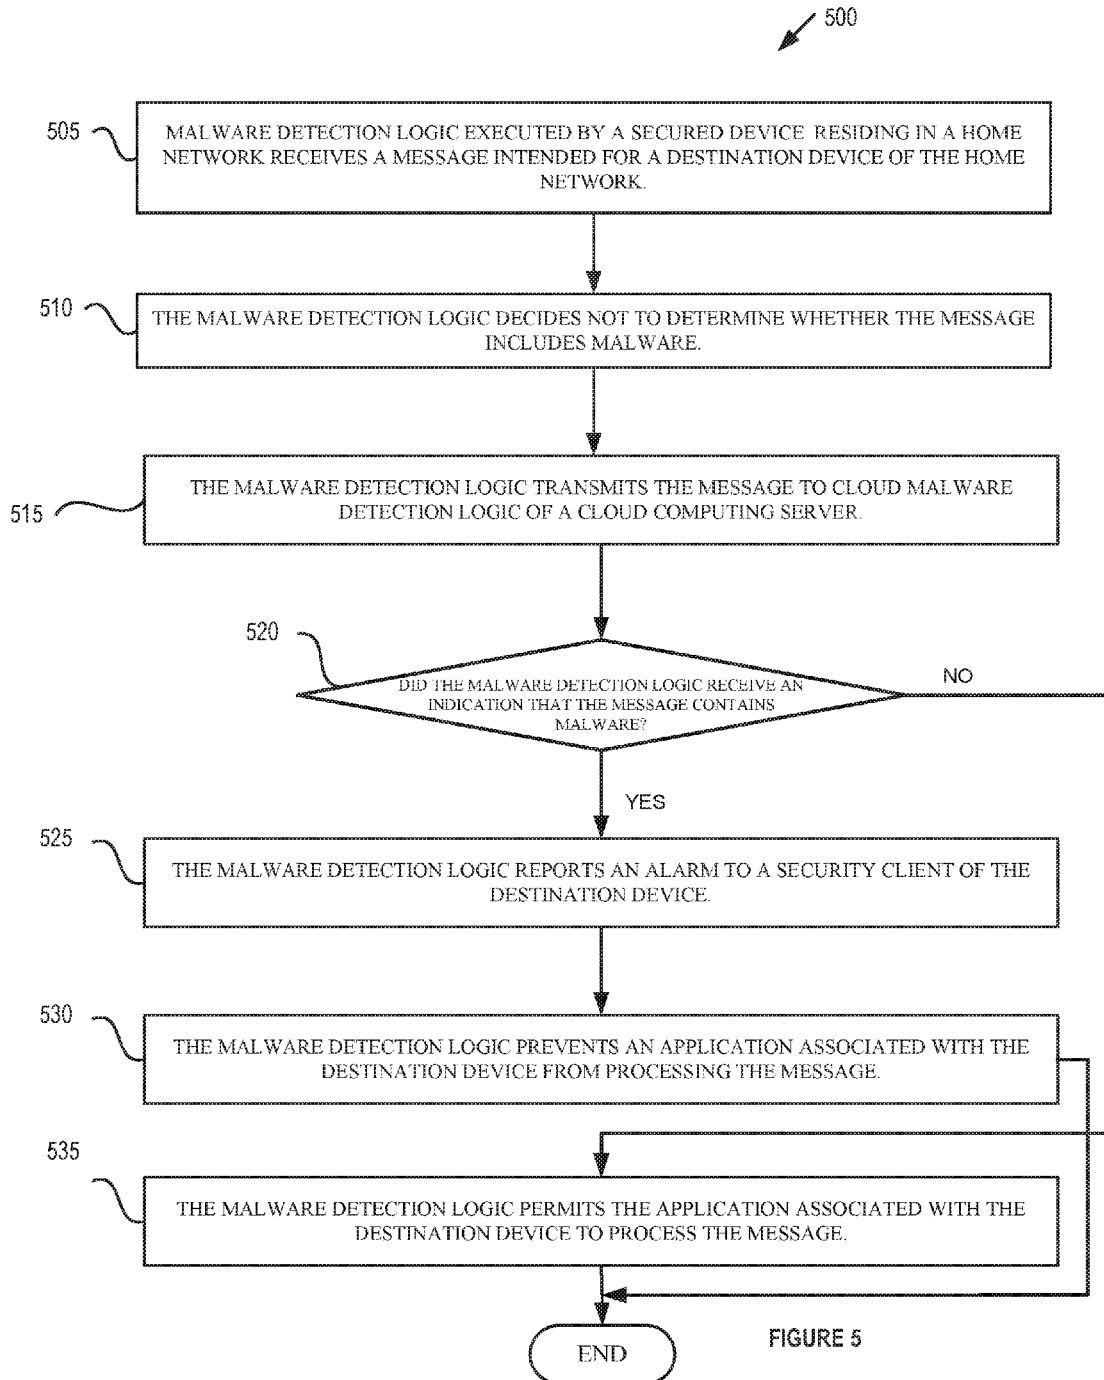 500
505
MALWARE DETECTION LOGIC EXECUTED BY A SECURED DEVICE RESIDING IN A HOME
NETWORK RECEIVES A MESSAGE INTENDED FOR A DESTINATION DEVICE OF THE HOME
NETWORK.
510
THE MALWARE DETECTION LOGIC DECIDES NOT TO DETERMINE WHETHER THE MESSAGE
INCLUDES MALWARE.
515
THE MALWARE DETECTION LOGIC TRANSMITS THE MESSAGE TO CLOUD MALWARE
DETECTION LOGIC OF A CLOUD COMPUTING SERVER.
520
DID THE MALWARE DETECTION LOGIC RECEIVE AN
INDICATION THAT THE MESSAGE CONTAINS
MALWARE?
NO
YES
525
THE MALWARE DETECTION LOGIC REPORTS AN ALARM TO A SECURITY CLIENT OF THE
DESTINATION DEVICE.
530
THE MALWARE DETECTION LOGIC PREVENTS AN APPLICATION ASSOCIATED WITH THE
DESTINATION DEVICE FROM PROCESSING THE MESSAGE.
535
THE MALWARE DETECTION LOGIC PERMITS THE APPLICATION ASSOCIATED WITH THE
DESTINATION DEVICE TO PROCESS THE MESSAGE.
END
FIGURE 5